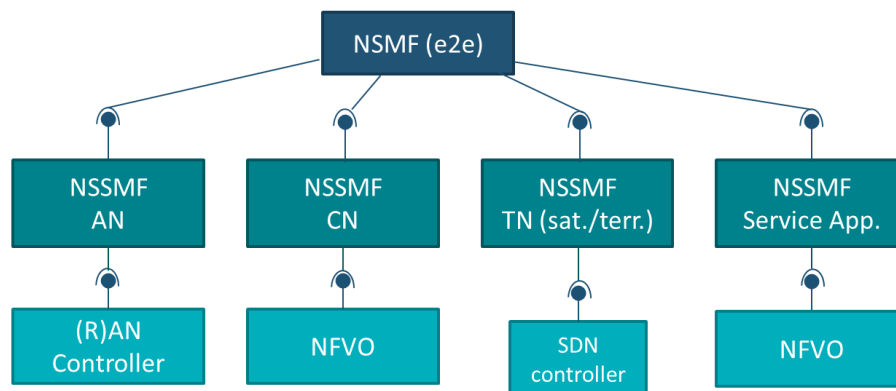 NSMF (e2e)
NSSMF
AN
NSSMF
CN
NSSMF
TN (sat./terr.)
NSSMF
Service App.
(R)AN
Controller
NFVO
SDN
controller
NFVO